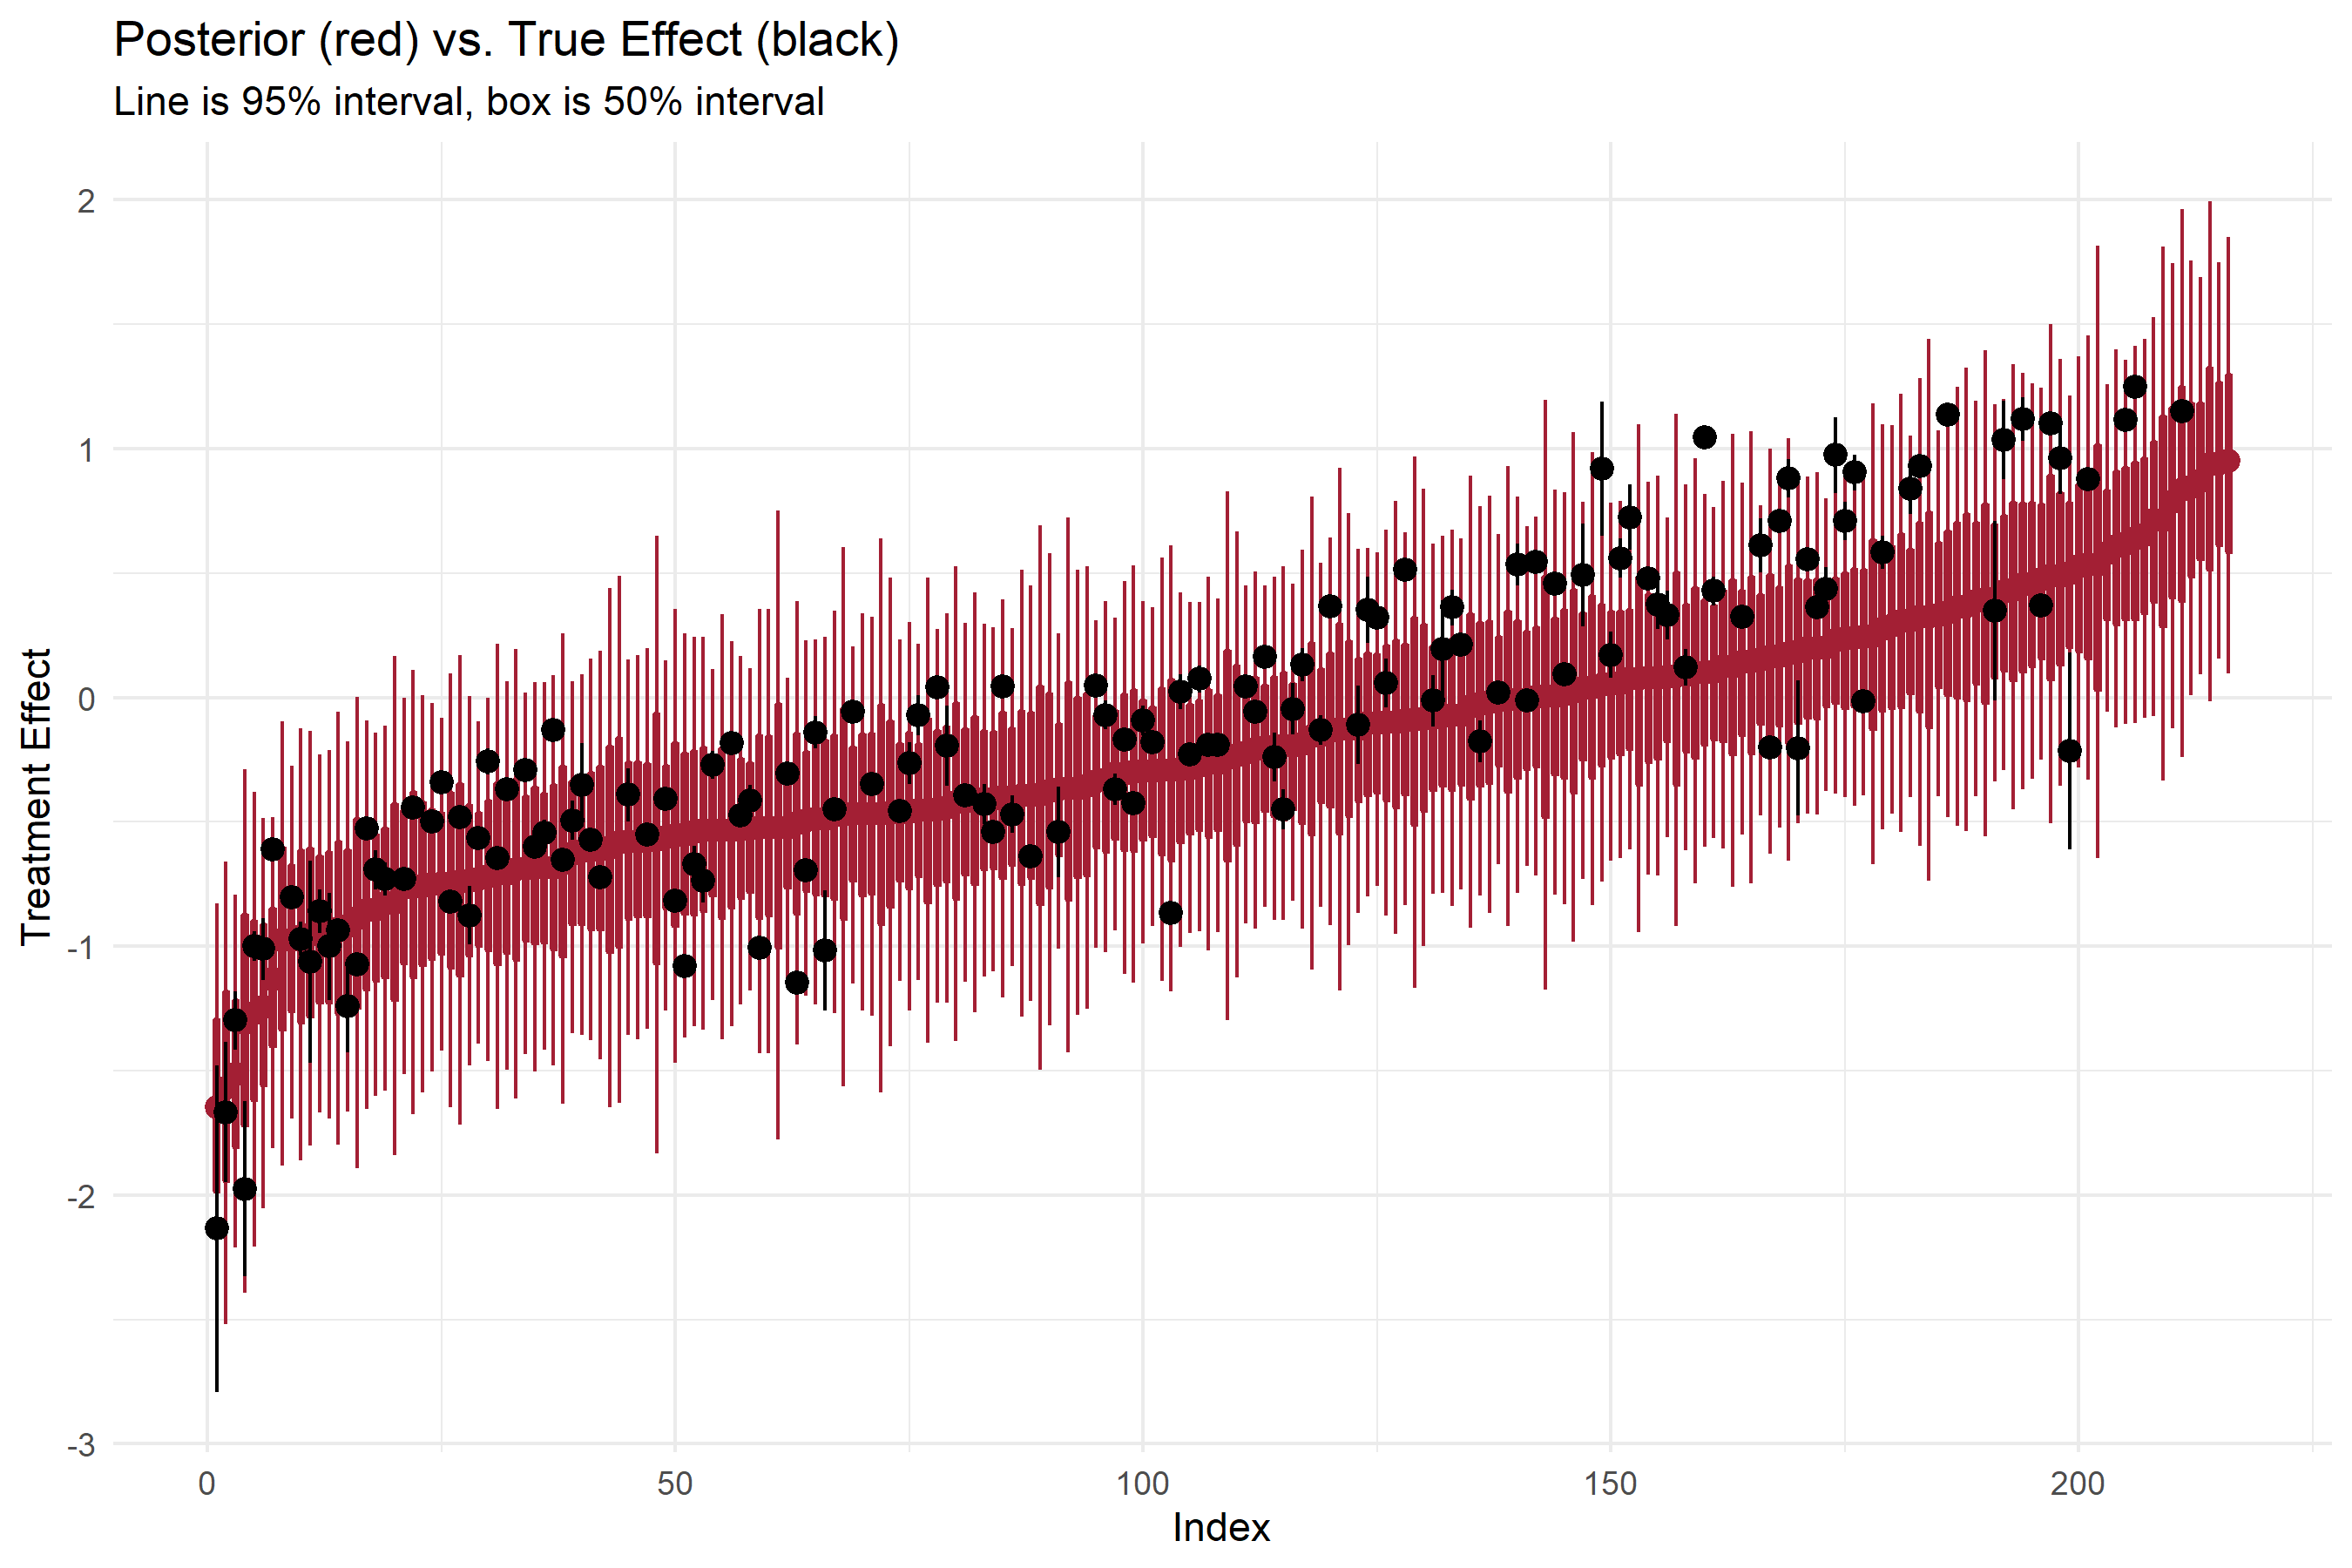 Posterior (red) vs. True Effect (black)
Line is 95% interval, box is 50% interval
2
1
0
-1
-2
-3
Treatment Effect
0 50 100 150 200
Index